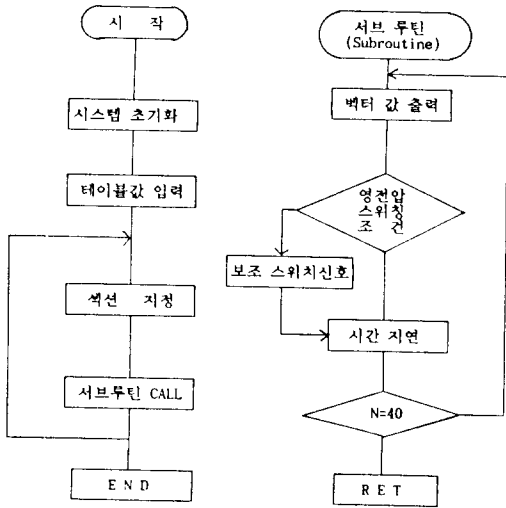 시 작
시스템 초기화
테이블값 입력
섹션 지정
서브루틴 CALL
E N D
서브 루틴
(Subroutine)
벡터 값 출력
영전압
스위칭
조 건
보조 스위치신호
시간 지연
N=40
R E T